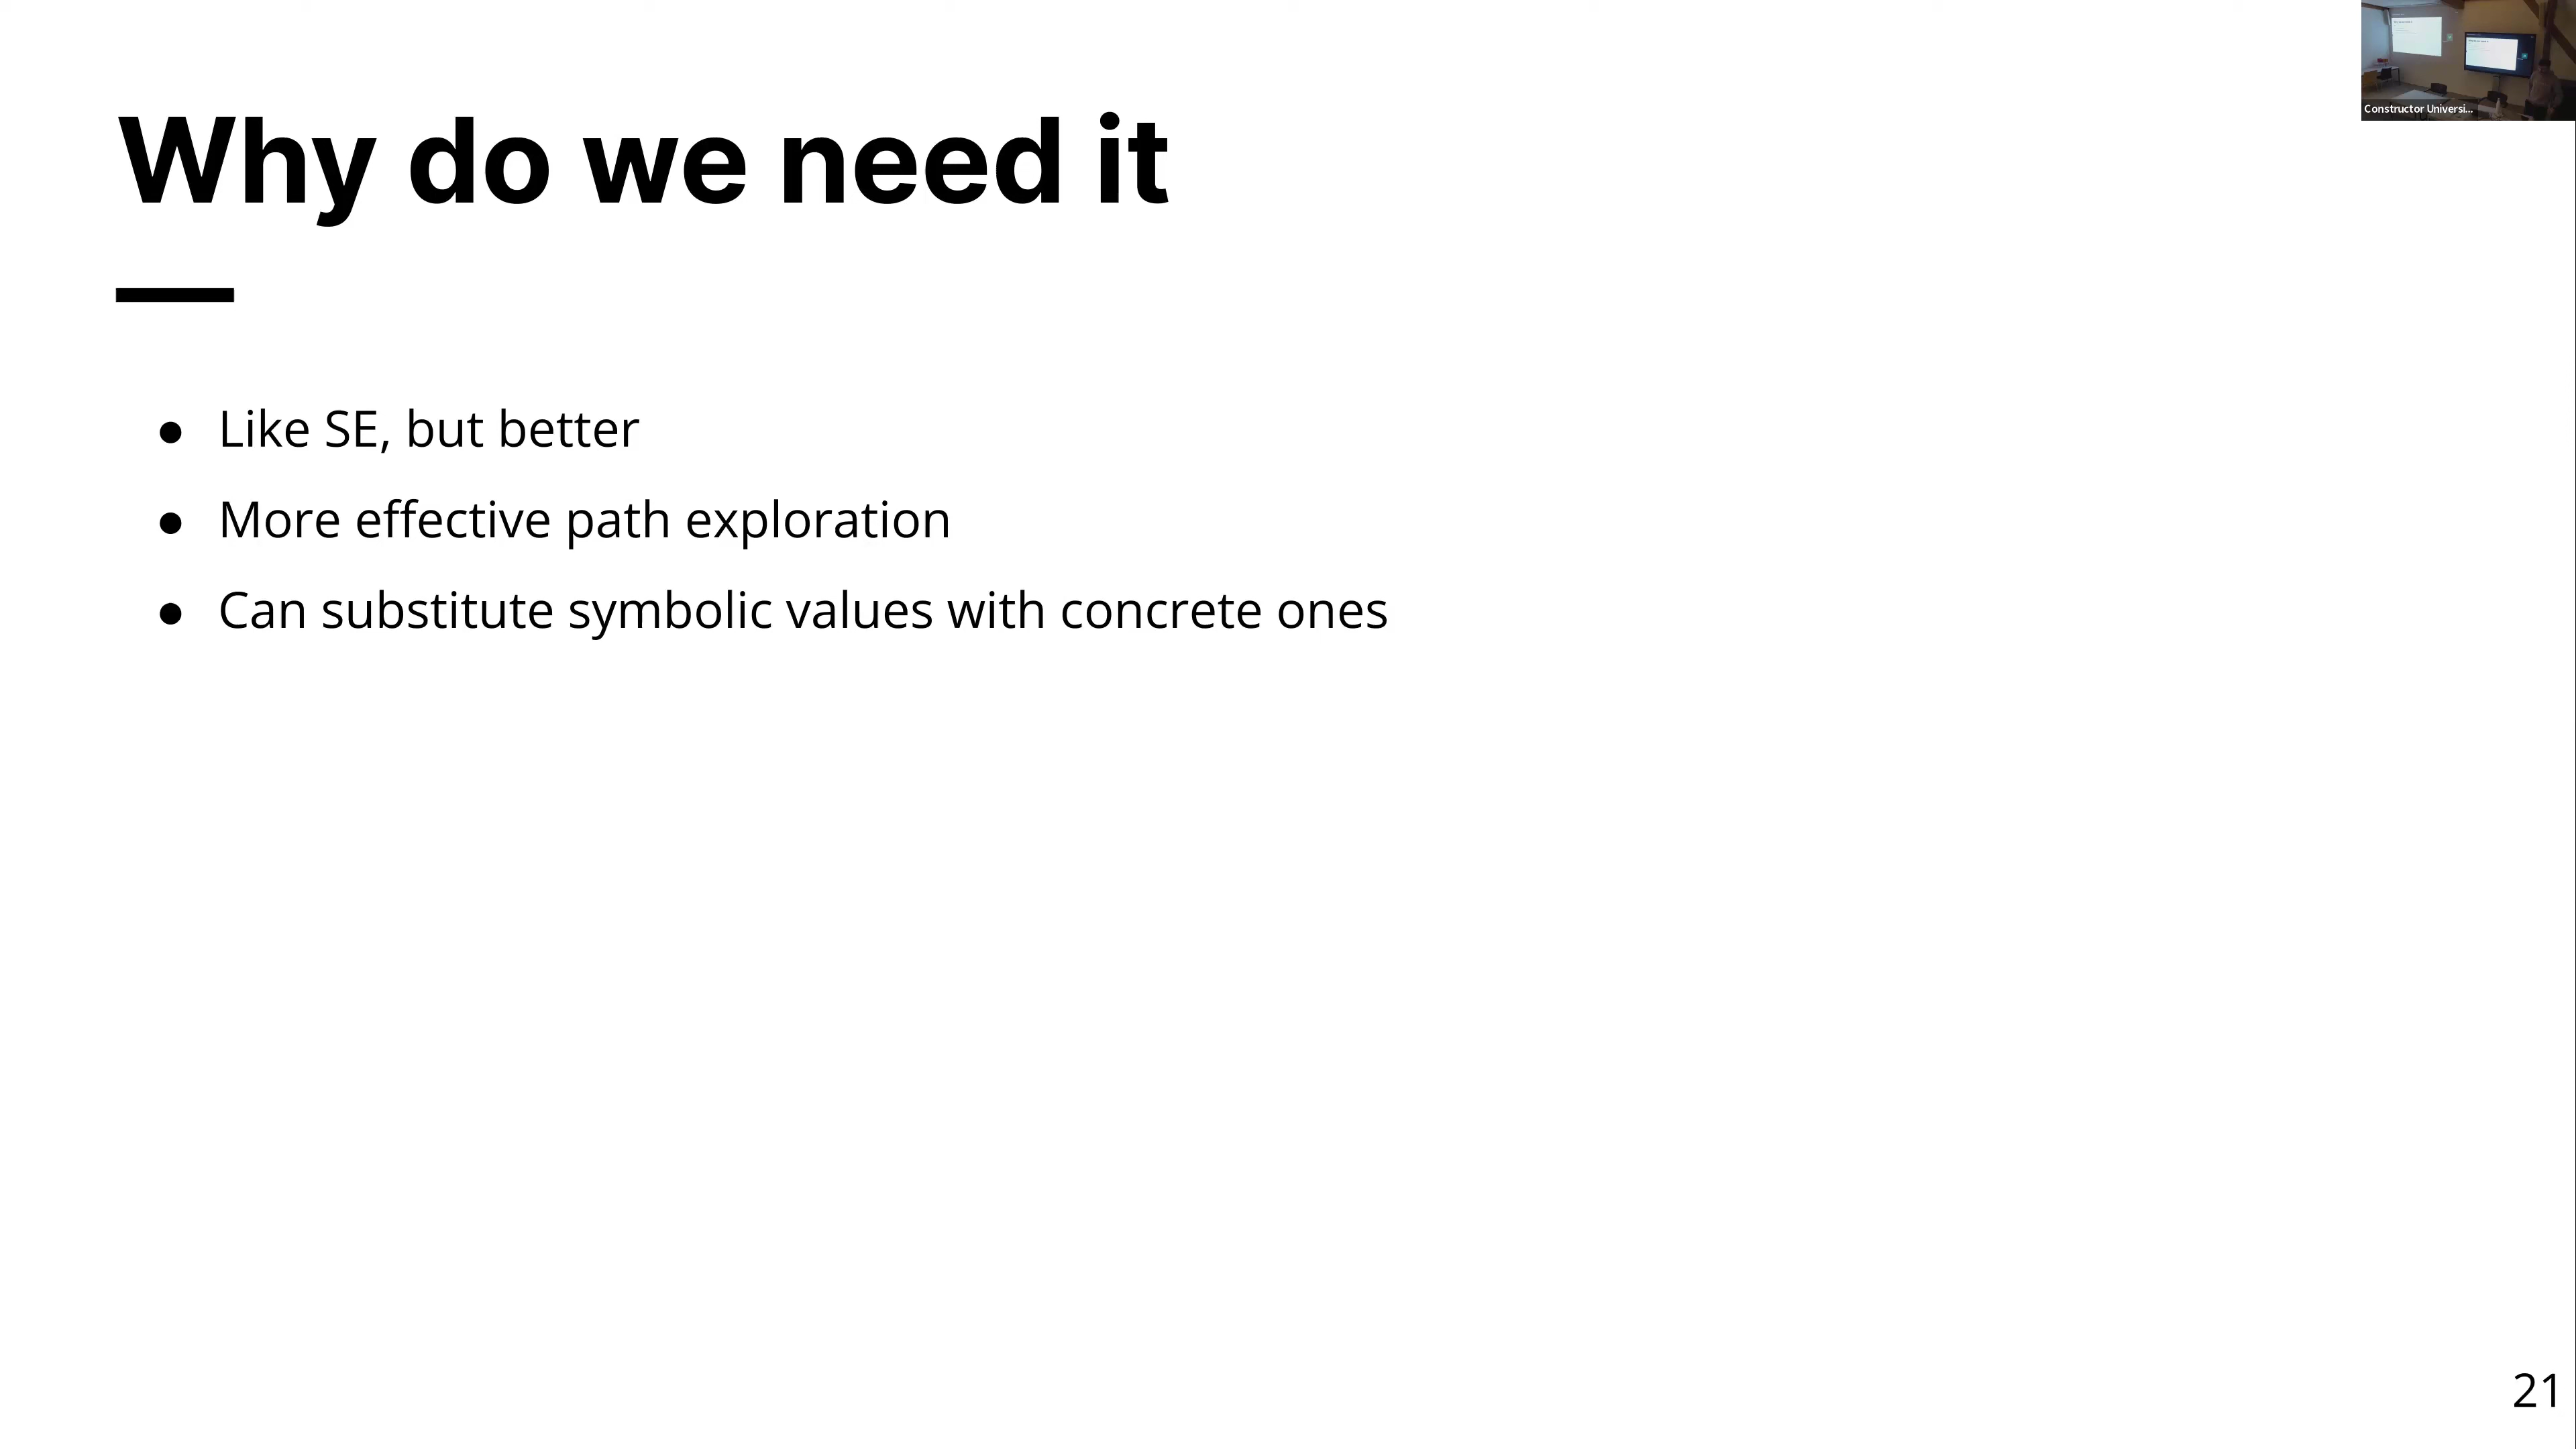 Constructor Universi...
Why do we need it
● Like SE, but better
● More effective path exploration
● Can substitute symbolic values with concrete ones
21